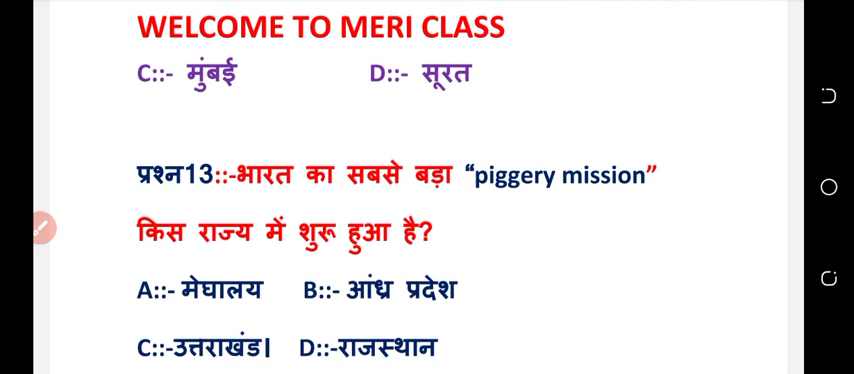 WELCOME TO MERI CLASS
C::- मुंबई D::- सूरत
प्रश्न13::-भारत का सबसे बड़ा “piggery mission”
किस राज्य में शुरू हुआ है?
A::- मेघालय B::- आंध्र प्रदेश
C::-उत्तराखंड। D::-राजस्थान